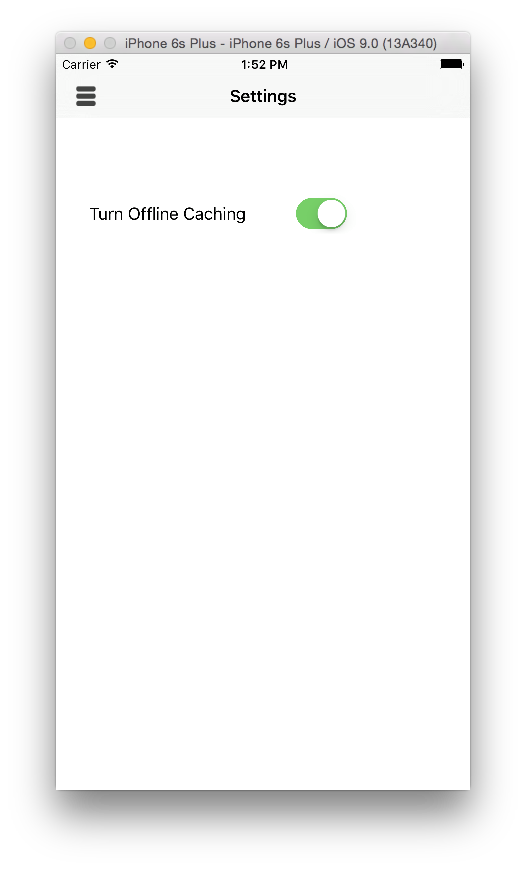 iPhone 6s Plus - iPhone 6s Plus / iOS 9.0 (13A340)
Carrier 1:52 PM
Settings
Turn Offline Caching